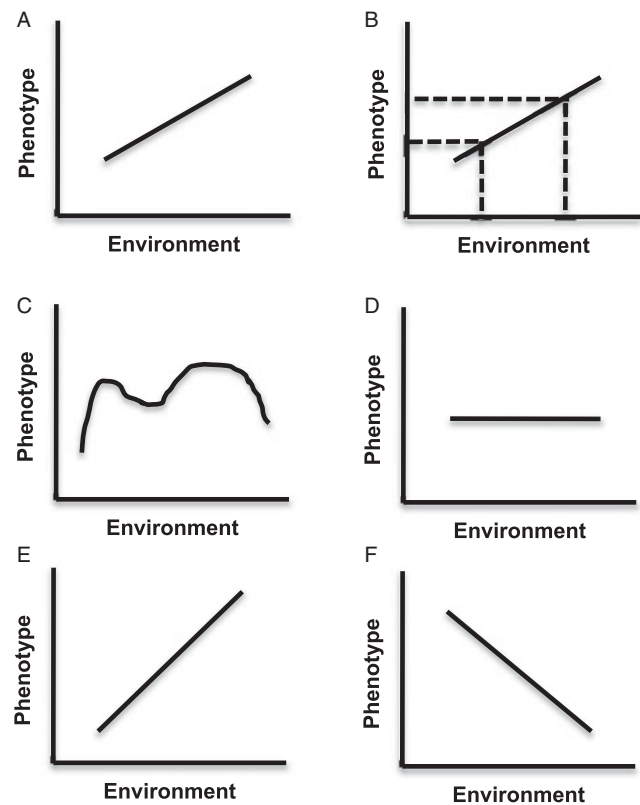 A
Phenotype
Environment
B
Phenotype
Environment
C
Phenotype
Environment
D
Phenotype
Environment
E
Phenotype
Environment
F
Phenotype
Environment